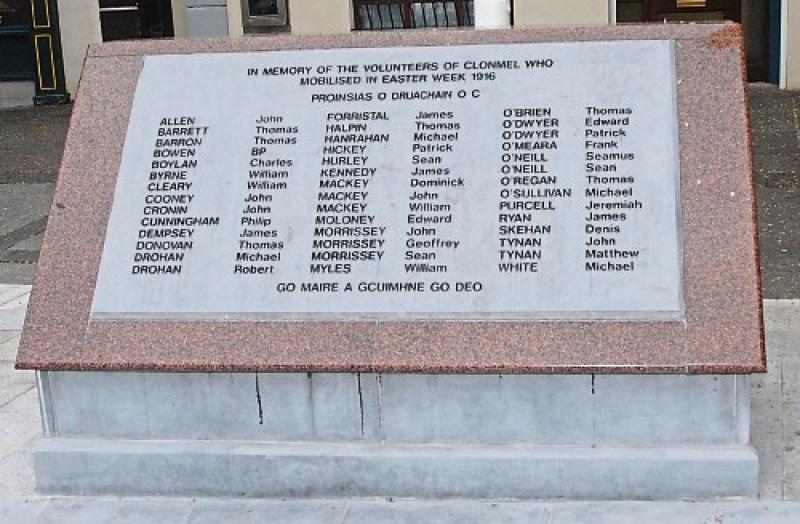 IN MEMORY OF THE VOLUNTEERS OF CLONMEL WHO
MOBILISED IN EASTER WEEK 1916
PROINSIAS O DRUACHAIN O C
ALLEN John
BARRETT Thomas
BARRON Thomas
BOWEN BP
BOYLAN Charles
BYRNE William
CLEARY William
COONEY John
CRONIN John
CUNNINGHAM Philip
DEMPSEY James
DONOVAN Thomas
DROHAN Michael
DROHAN Robert
FORRISTAL James
HALPIN Thomas
HANRAHAN Michael
HICKEY Patrick
HURLEY Sean
KENNEDY James
MACKEY Dominick
MACKEY John
MACKEY William
MOLONEY Edward
MORRISSEY John
MORRISSEY Geoffrey
MORRISSEY Sean
MYLES William
O'BRIEN Thomas
O'DWYER Edward
O'DWYER Patrick
O'MEARA Frank
O'NEILL Seamus
O'NEILL Sean
O'REGAN Thomas
O'SULLIVAN Michael
PURCELL Jeremiah
RYAN James
SKEHAN Denis
TYNAN John
TYNAN Matthew
WHITE Michael
GO MAIRE A GCUIMHNE GO DEO